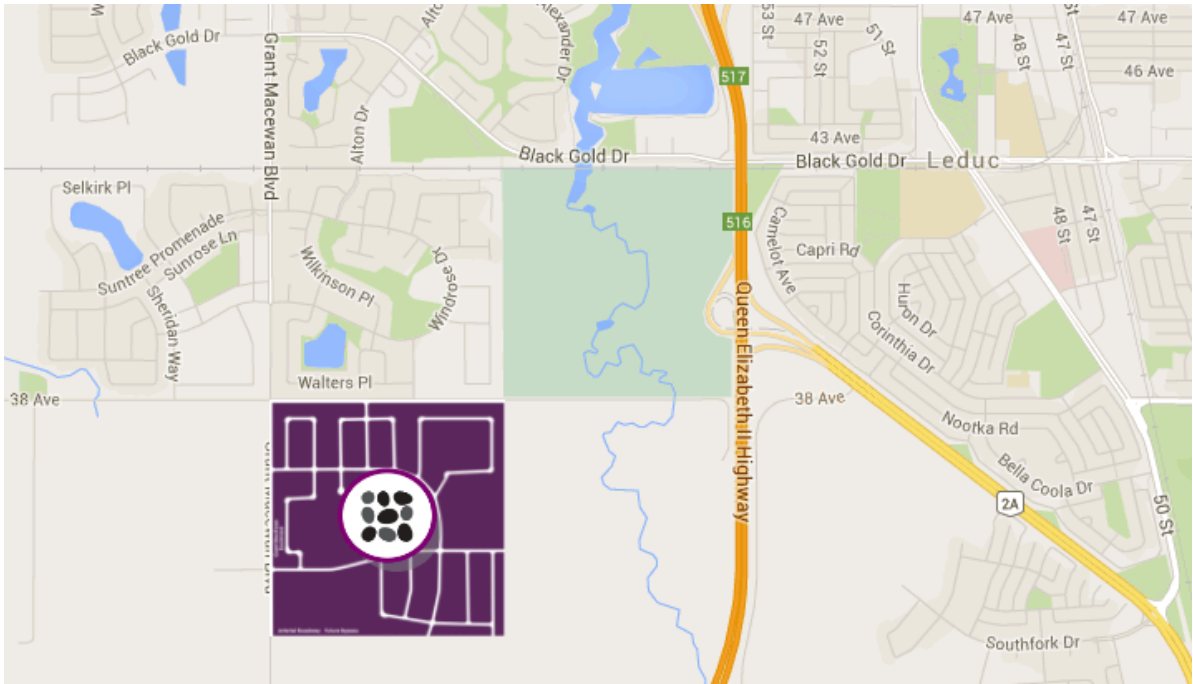 Alexander Dr
53 St
47 Ave
47 Ave
48 St
47 St
St
47 Ave
Black Gold Dr
Grant Macewan Blvd
52 St
51 St
46 Ave
517
Alton Dr
43 Ave
Black Gold Dr
Black Gold Dr
Leduc
Selkirk Pl
516
Camelot Ave
Capri Rd
48 St
47 St
Suntree Promenade
Sunrose Ln
Wilkinson Pl
Windrose Dr
Sheridan Way
Huron Dr
Corinthia Dr
Queen Elizabeth II Highway
Walters Pl
38 Ave
38 Ave
Nootka Rd
Bella Coola Dr
2A
50 St
Southfork Dr